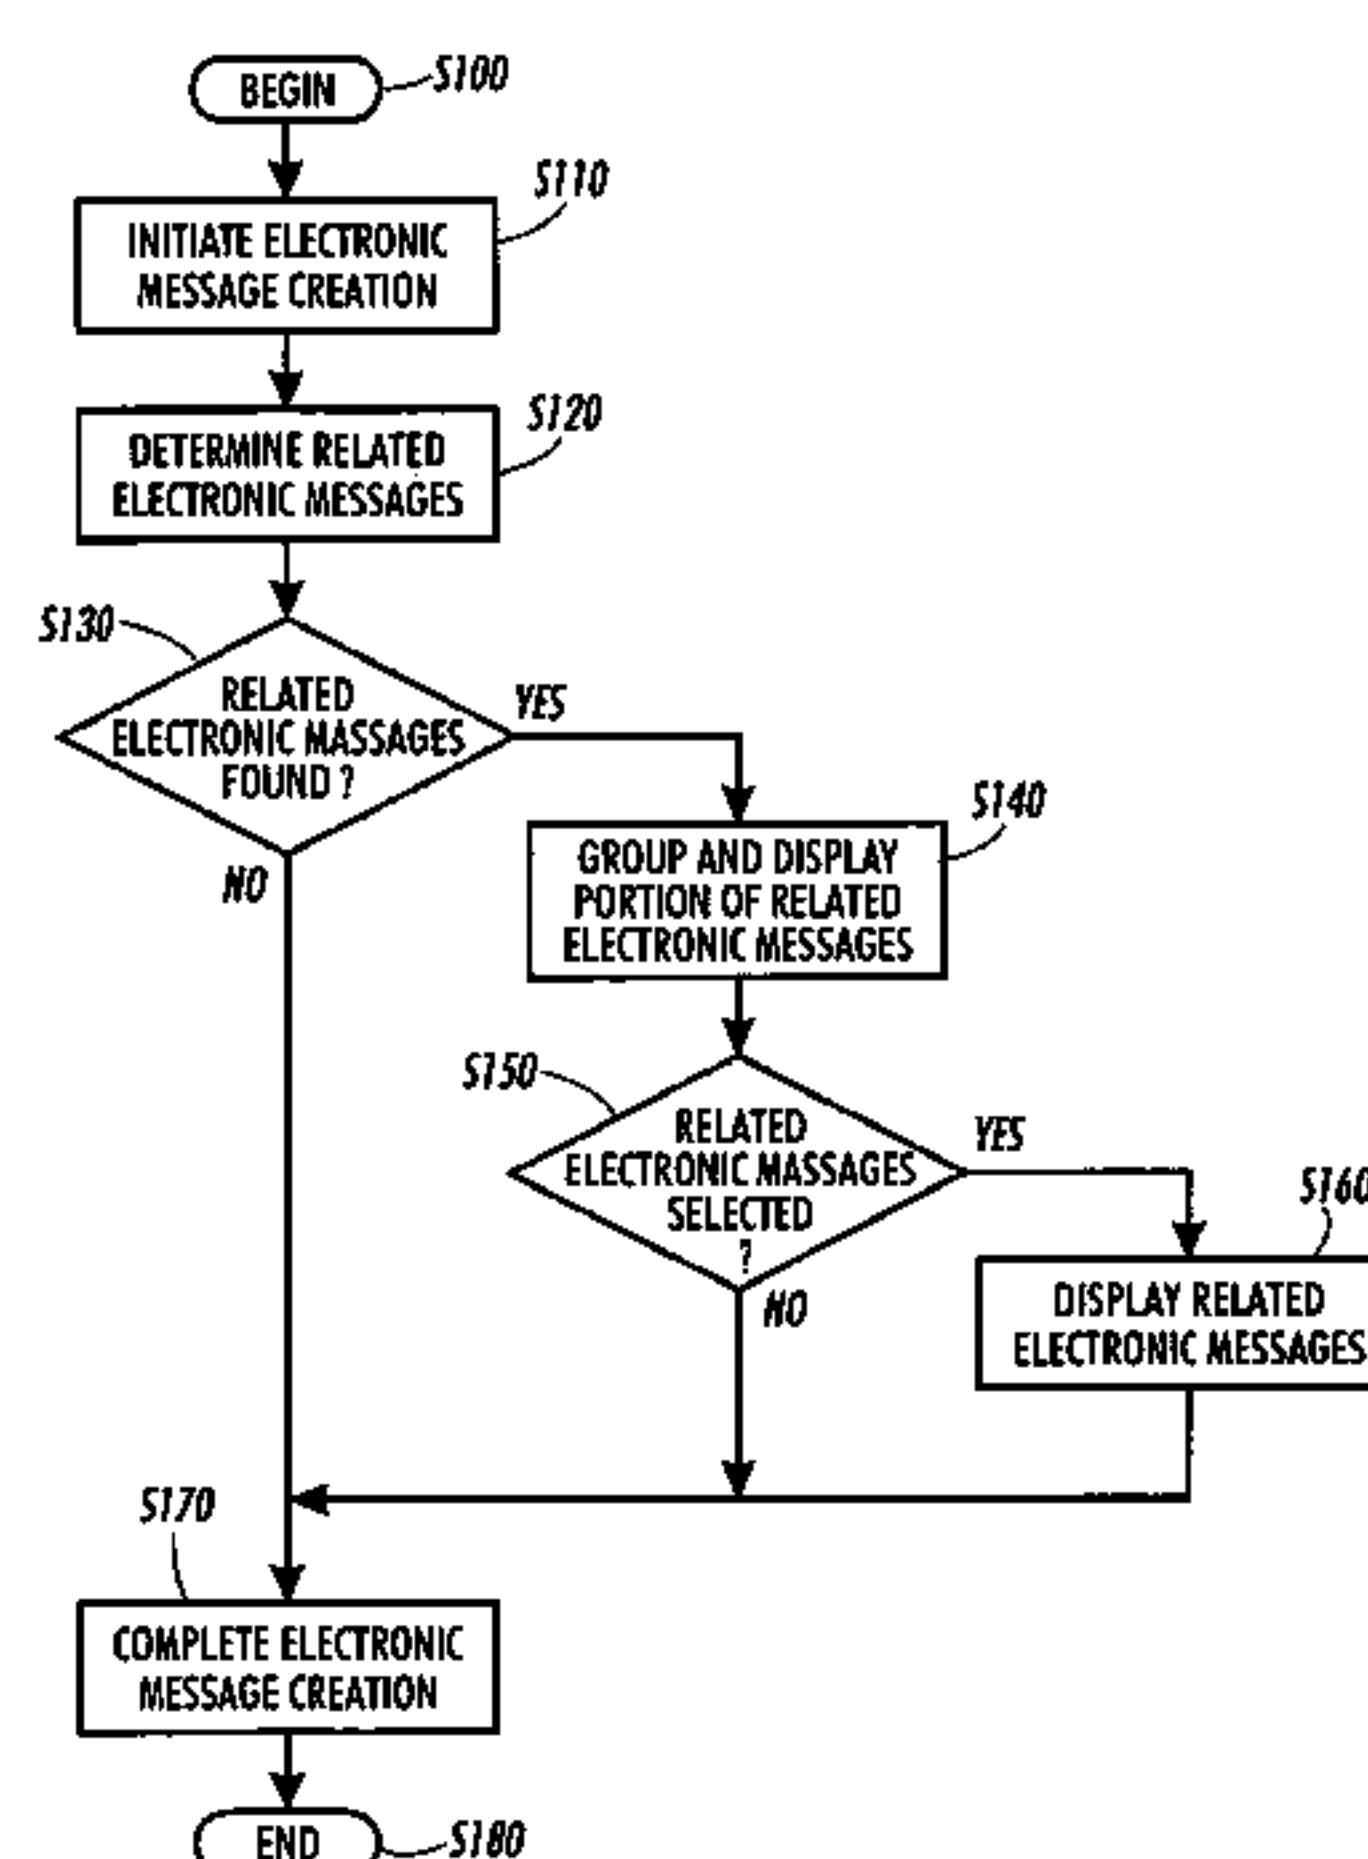 BEGIN
S100
S110
INITIATE ELECTRONIC
MESSAGE CREATION
S120
DETERMINE RELATED
ELECTRONIC MESSAGES
S130
RELATED
ELECTRONIC MASSAGES
FOUND ?
YES
NO
S140
GROUP AND DISPLAY
PORTION OF RELATED
ELECTRONIC MESSAGES
S150
RELATED
ELECTRONIC MASSAGES
SELECTED
?
YES
NO
S160
DISPLAY RELATED
ELECTRONIC MESSAGES
S170
COMPLETE ELECTRONIC
MESSAGE CREATION
END
S180